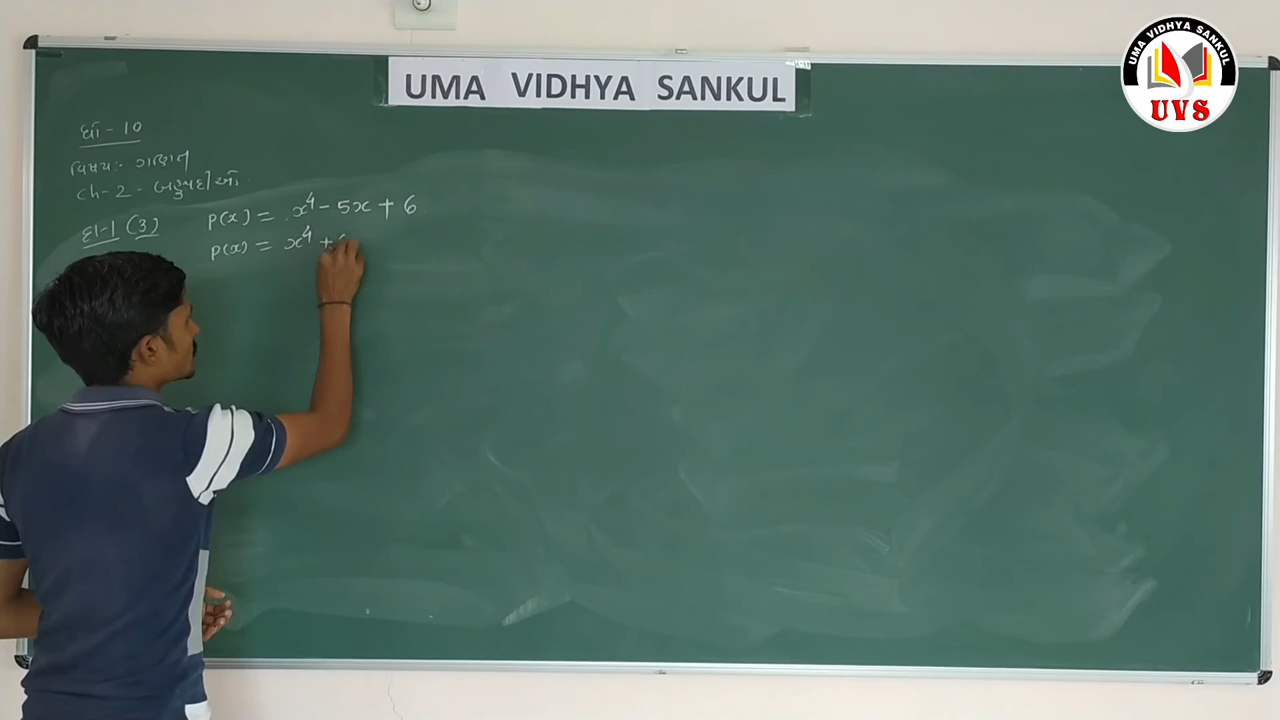 UMA VIDHYA SANKUL
UMA VIDHYA SANKUL
UVS
ધો - 10
વિષય:- ગણિત
Ch-2 - બહુપદીઓ
દા-1 (3) P(x) = x⁴ - 5x + 6
P(x) = x⁴ +